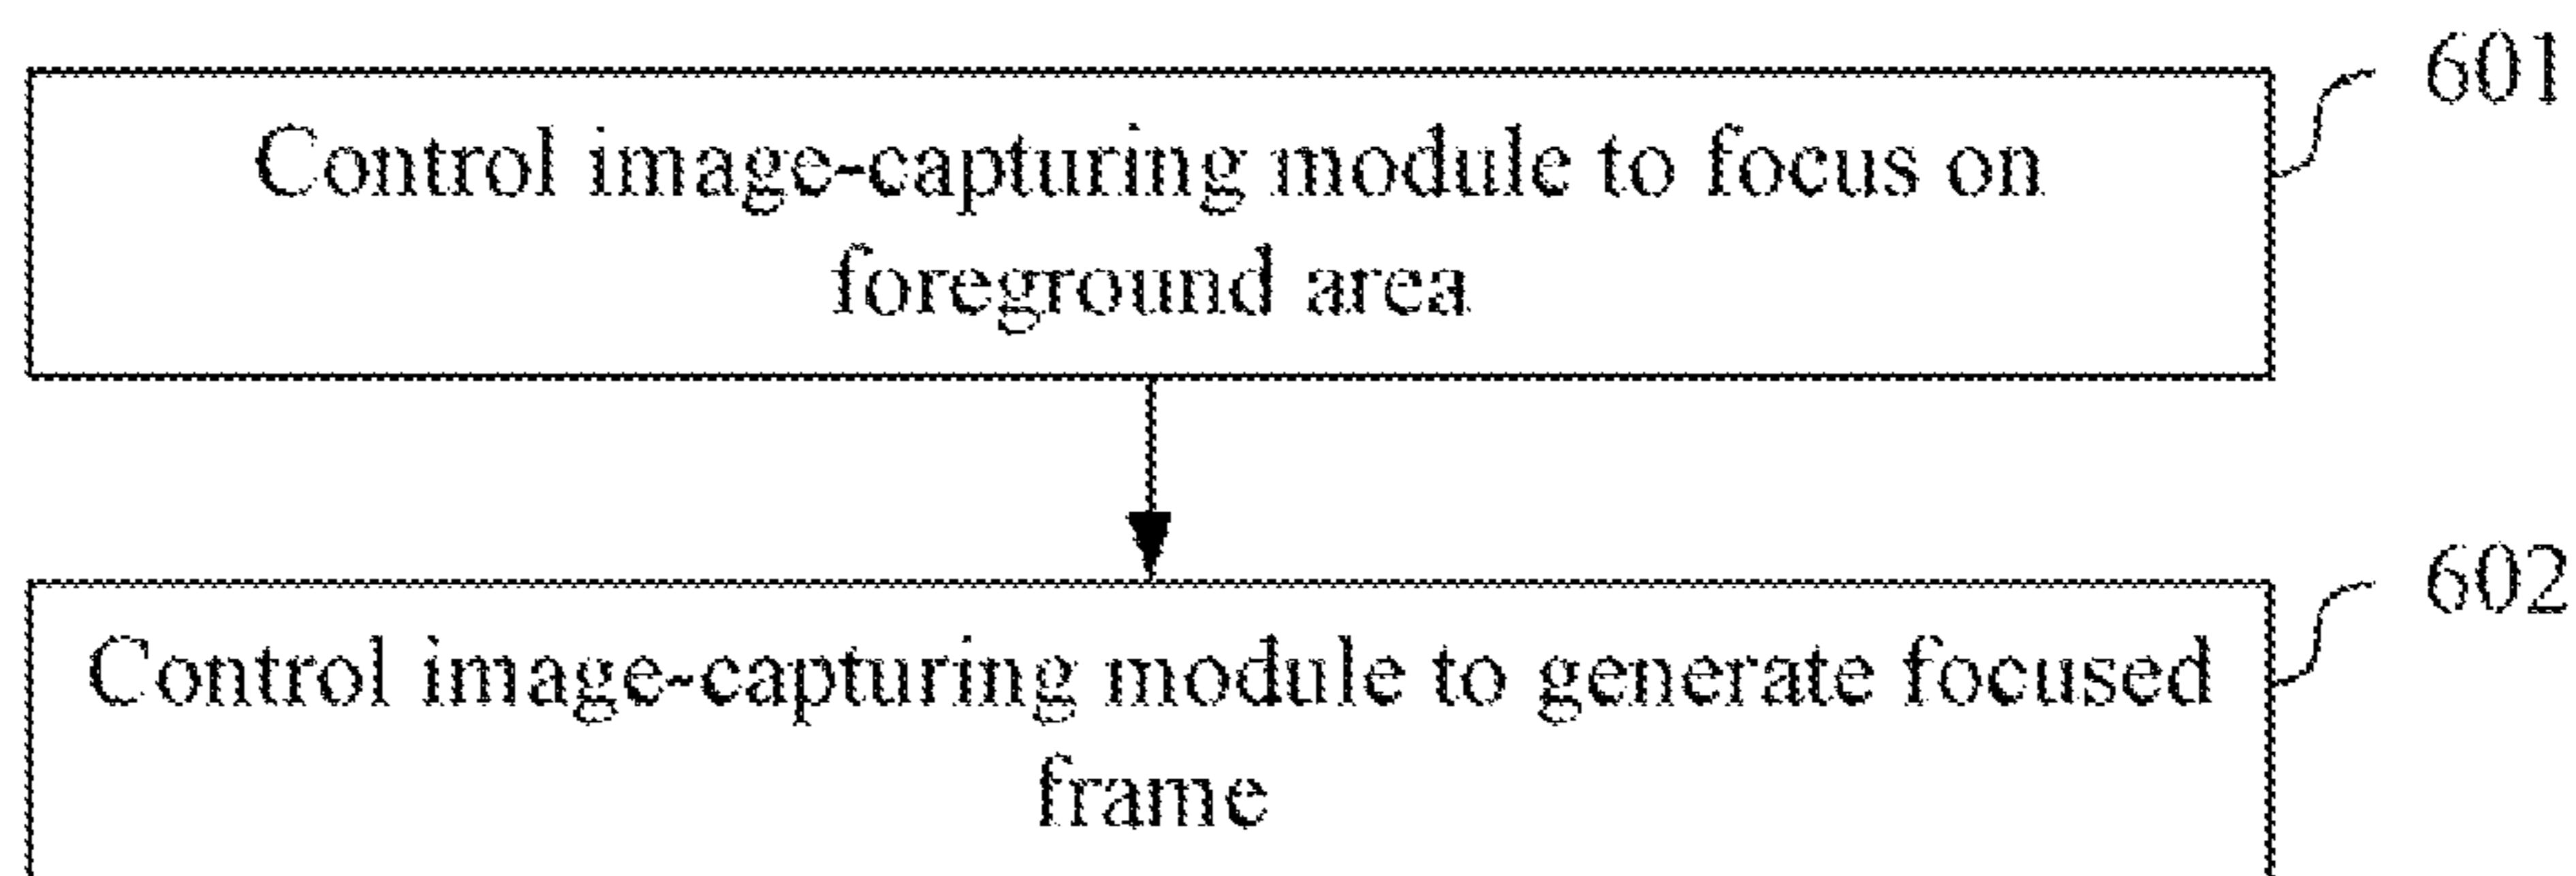 601
Control image-capturing module to focus on
foreground area
602
Control image-capturing module to generate focused
frame